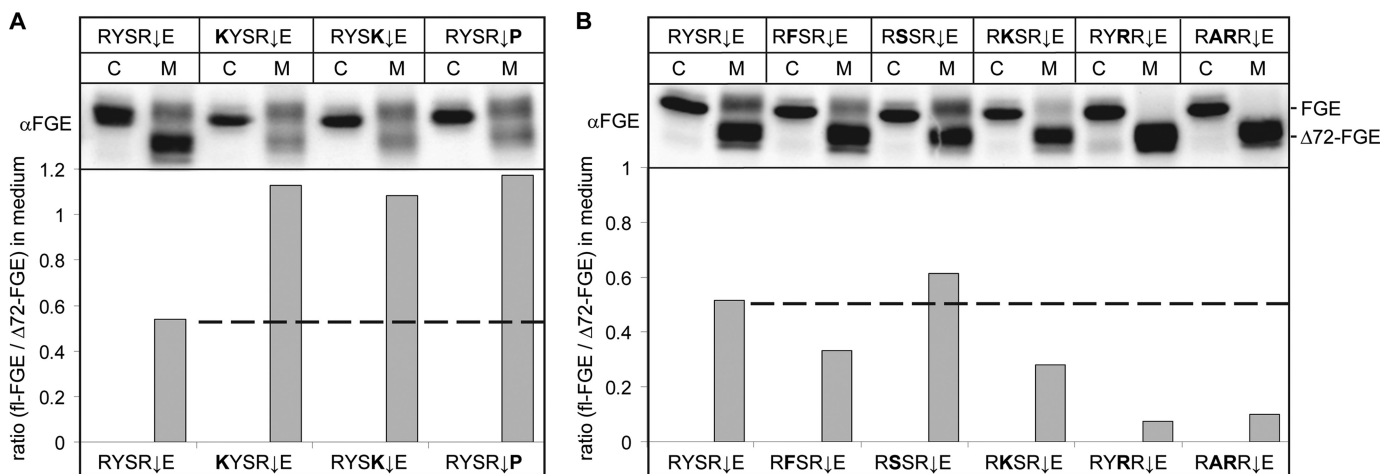 A
RYSR↓E KYSR↓E RYSK↓E RYSR↓P
C M C M C M C M
αFGE
ratio (fl-FGE / Δ72-FGE) in medium
1.2
1
0.8
0.6
0.4
0.2
0
RYSR↓E KYSR↓E RYSK↓E RYSR↓P
B
RYSR↓E RFSR↓E RSSR↓E RKSR↓E RYRR↓E RARR↓E
C M C M C M C M C M C M
αFGE
FGE
Δ72-FGE
ratio (fl-FGE / Δ72-FGE) in medium
1
0.8
0.6
0.4
0.2
0
RYSR↓E RFSR↓E RSSR↓E RKSR↓E RYRR↓E RARR↓E